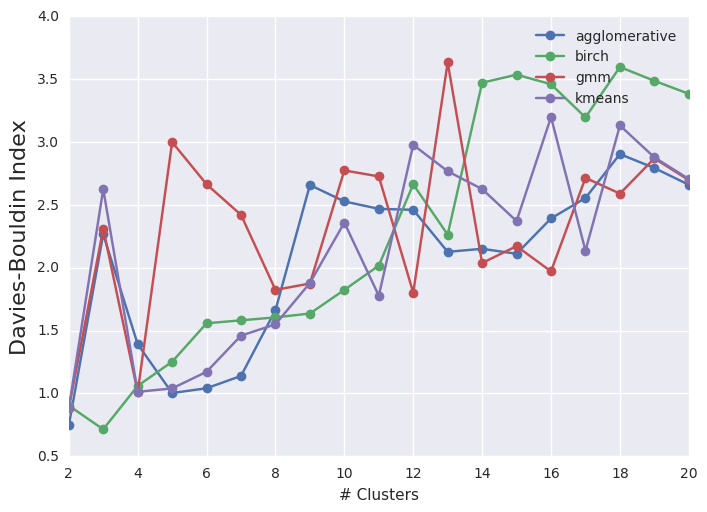 4.0
3.5
3.0
2.5
2.0
1.5
1.0
0.5
Davies-Bouldin Index
agglomerative
birch
gmm
kmeans
2 4 6 8 10 12 14 16 18 20
# Clusters